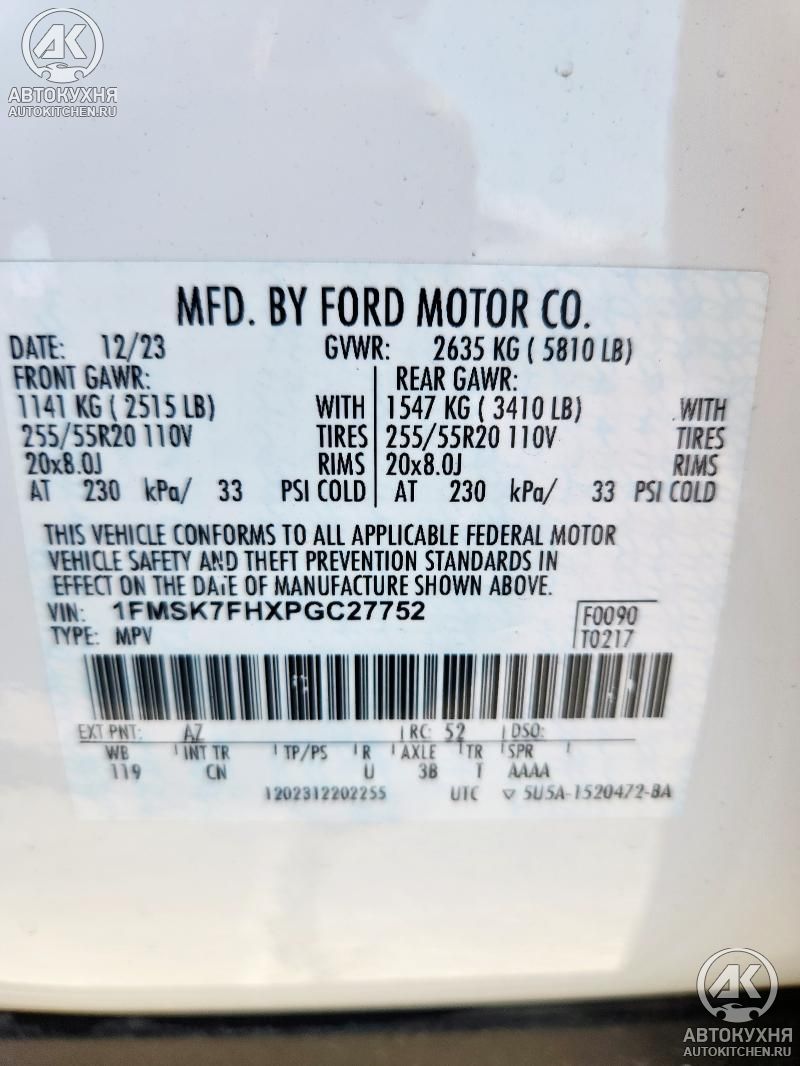 AK
АВТОКУХНЯ
AUTOKITCHEN.RU
MFD. BY FORD MOTOR CO.
DATE: 12/23 GVWR: 2635 KG ( 5810 LB)
FRONT GAWR: REAR GAWR:
1141 KG ( 2515 LB) WITH 1547 KG ( 3410 LB) WITH
255/55R20 110V TIRES 255/55R20 110V TIRES
20x8.0J RIMS 20x8.0J RIMS
AT 230 kPa/ 33 PSI COLD AT 230 kPa/ 33 PSI COLD
THIS VEHICLE CONFORMS TO ALL APPLICABLE FEDERAL MOTOR
VEHICLE SAFETY AND THEFT PREVENTION STANDARDS IN
EFFECT ON THE DATE OF MANUFACTURE SHOWN ABOVE.
VIN: 1FMSK7FHXPGC27752 F0090
TYPE: MPV T0217
EXT PNT: AZ RC: 52 DSO:
WB INT TR TP/PS R AXLE TR SPR
119 CN U 3B T AAAA
1202312202255 UTC ▽ 5U5A-1520472-BA
AK
АВТОКУХНЯ
AUTOKITCHEN.RU